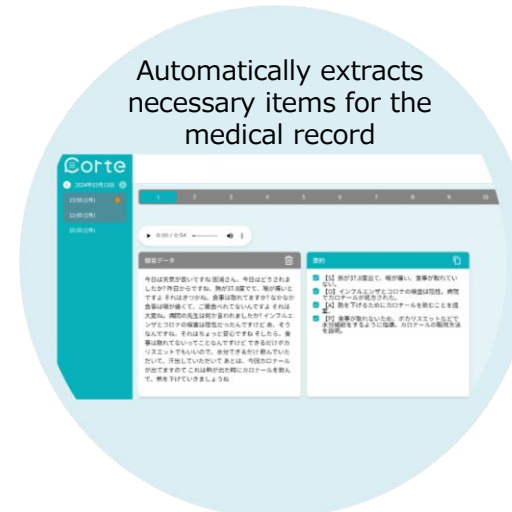 Automatically extracts
necessary items for the
medical record
Corte
2024年03月13日
13:00 (1件)
12:00 (2件)
10:00 (1件)
1 2 3 4 5 6 7 8 9 10
0:00 / 0:54
録音データ
今日は天気が良いですね 田浦さん、今日はどうされま
したか? 昨日からですね、熱が37.8度でて、喉が痛いと
ですよ それはきつかね、食事は取れてますか? なかなか
食事は喉が痛くて、ご飯食べれてないんですよ それは
大変ね。病院の先生は何か言われましたか? インフルエ
ンザとコロナの検査は陰性だったんですけど あ、そう
なんですね、それはちょっと安心ですね そしたら、食
事は取れてないってことなんですけど できるだけポカ
リスエットでもいいので、水分できるだけ 飲んでいた
だいて、汗出していただいて あとは、今回カロナール
が出てますので これは熱が出た時にカロナールを飲ん
で、熱を下げていきましょうね
要約
【S】熱が37.8度出て、喉が痛い、食事が取れてい
ない。
【O】インフルエンザとコロナの検査は陰性。病院
でカロナールが処方された。
【A】熱を下げるためにカロナールを飲むことを提
案。
【P】食事が取れないため、ポカリスエットなどで
水分補給をするように指導。カロナールの服用方法
を説明。